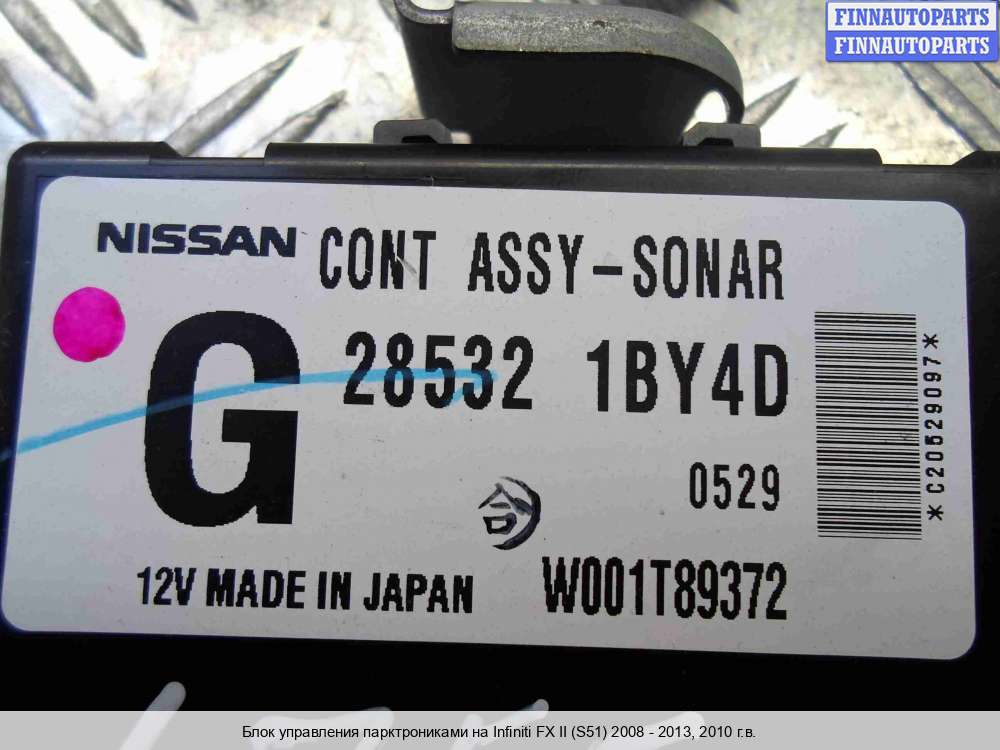 FINNAUTOPARTS
FINNAUTOPARTS
NISSAN CONT ASSY-SONAR
G 28532 1BY4D
0529
合
12V MADE IN JAPAN W001T89372
*C20529097*
Блок управления парктрониками на Infiniti FX II (S51) 2008 - 2013, 2010 г.в.